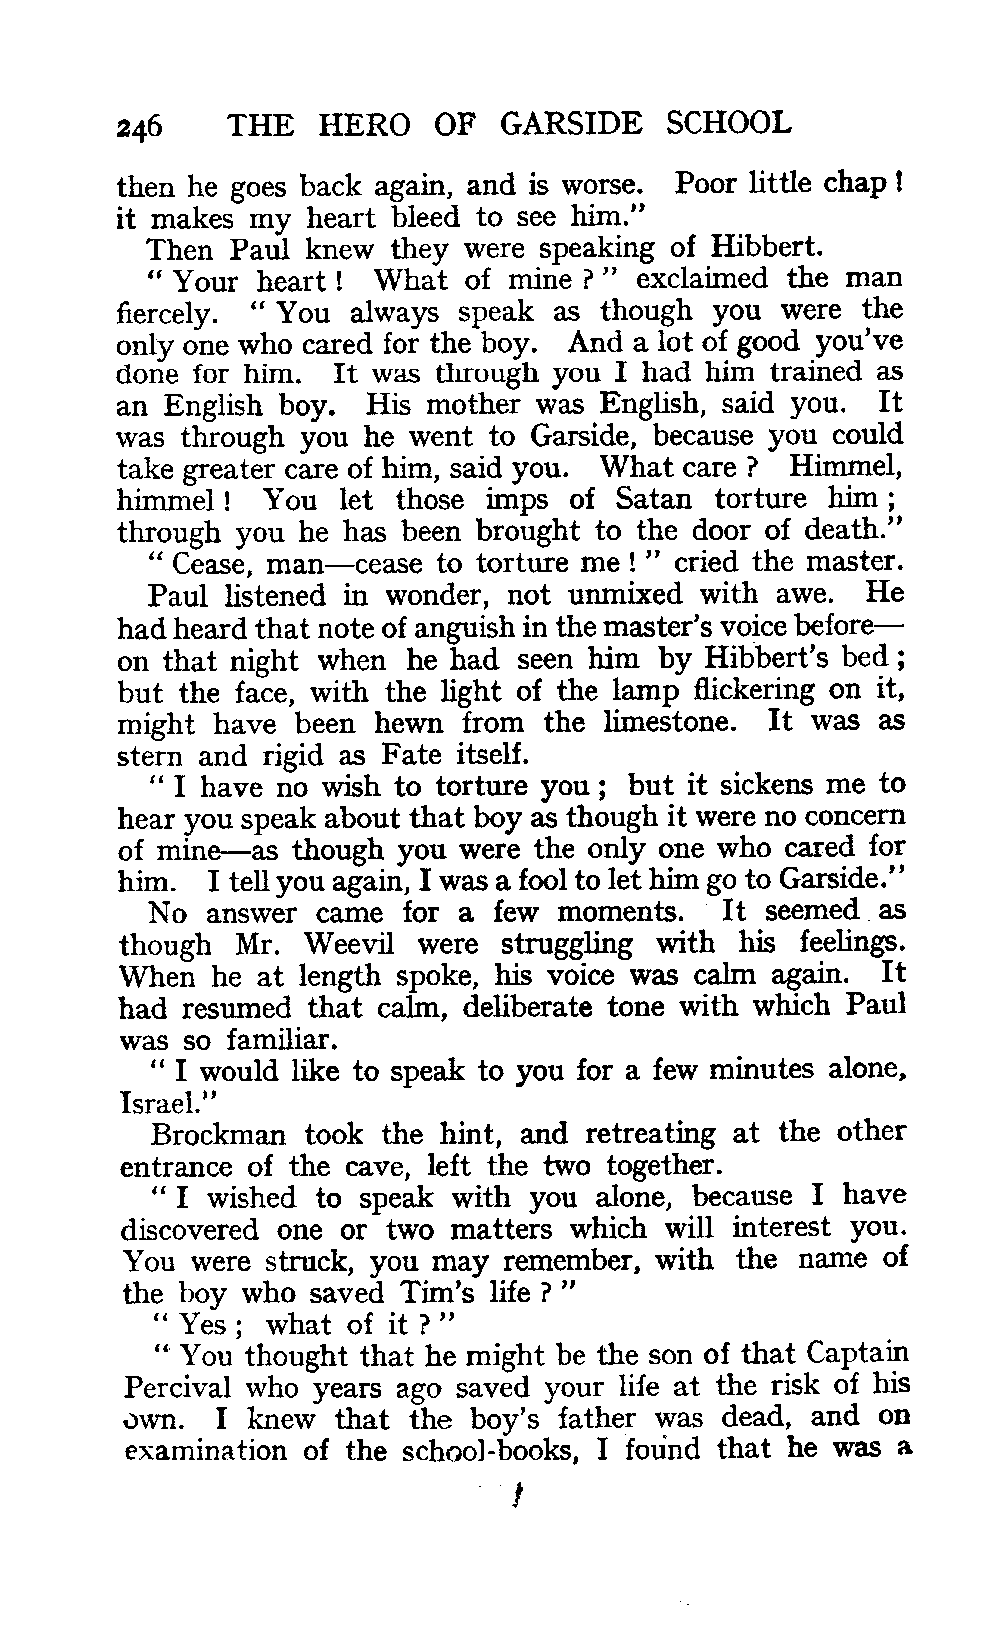 246 THE HERO OF GARSIDE SCHOOL
then he goes back again, and is worse. Poor little chap!
it makes my heart bleed to see him."
Then Paul knew they were speaking of Hibbert.
"Your heart! What of mine?" exclaimed the man
fiercely. "You always speak as though you were the
only one who cared for the boy. And a lot of good you've
done for him. It was through you I had him trained as
an English boy. His mother was English, said you. It
was through you he went to Garside, because you could
take greater care of him, said you. What care? Himmel,
himmel! You let those imps of Satan torture him;
through you he has been brought to the door of death."
"Cease, man—cease to torture me!" cried the master.
Paul listened in wonder, not unmixed with awe. He
had heard that note of anguish in the master's voice before—
on that night when he had seen him by Hibbert's bed;
but the face, with the light of the lamp flickering on it,
might have been hewn from the limestone. It was as
stern and rigid as Fate itself.
"I have no wish to torture you; but it sickens me to
hear you speak about that boy as though it were no concern
of mine—as though you were the only one who cared for
him. I tell you again, I was a fool to let him go to Garside."
No answer came for a few moments. It seemed as
though Mr. Weevil were struggling with his feelings.
When he at length spoke, his voice was calm again. It
had resumed that calm, deliberate tone with which Paul
was so familiar.
"I would like to speak to you for a few minutes alone,
Israel."
Brockman took the hint, and retreating at the other
entrance of the cave, left the two together.
"I wished to speak with you alone, because I have
discovered one or two matters which will interest you.
You were struck, you may remember, with the name of
the boy who saved Tim's life?"
"Yes; what of it?"
"You thought that he might be the son of that Captain
Percival who years ago saved your life at the risk of his
own. I knew that the boy's father was dead, and on
examination of the school-books, I found that he was a